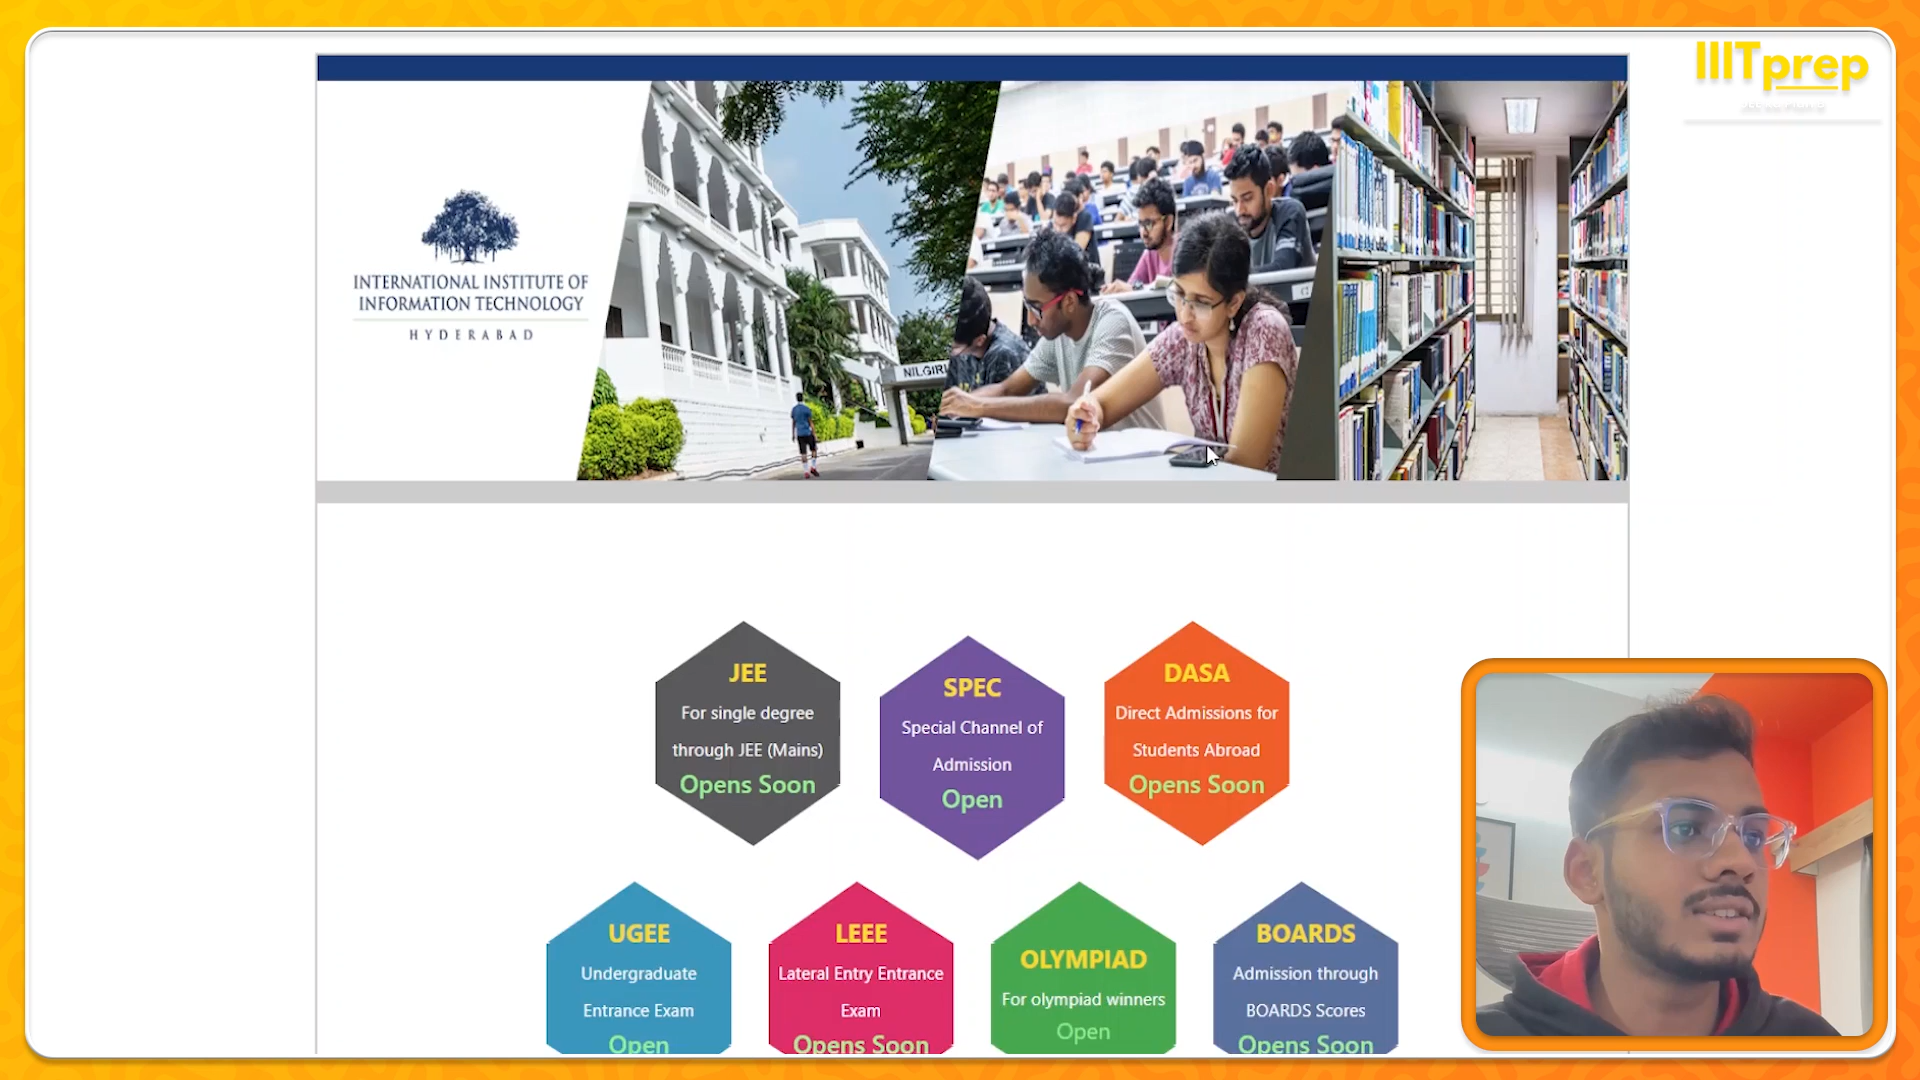 IIITprep
INTERNATIONAL INSTITUTE OF
INFORMATION TECHNOLOGY
HYDERABAD
NILGIRI
JEE
For single degree
through JEE (Mains)
Opens Soon
SPEC
Special Channel of
Admission
Open
DASA
Direct Admissions for
Students Abroad
Opens Soon
UGEE
Undergraduate
Entrance Exam
Open
LEEE
Lateral Entry Entrance
Exam
Opens Soon
OLYMPIAD
For olympiad winners
Open
BOARDS
Admission through
BOARDS Scores
Opens Soon